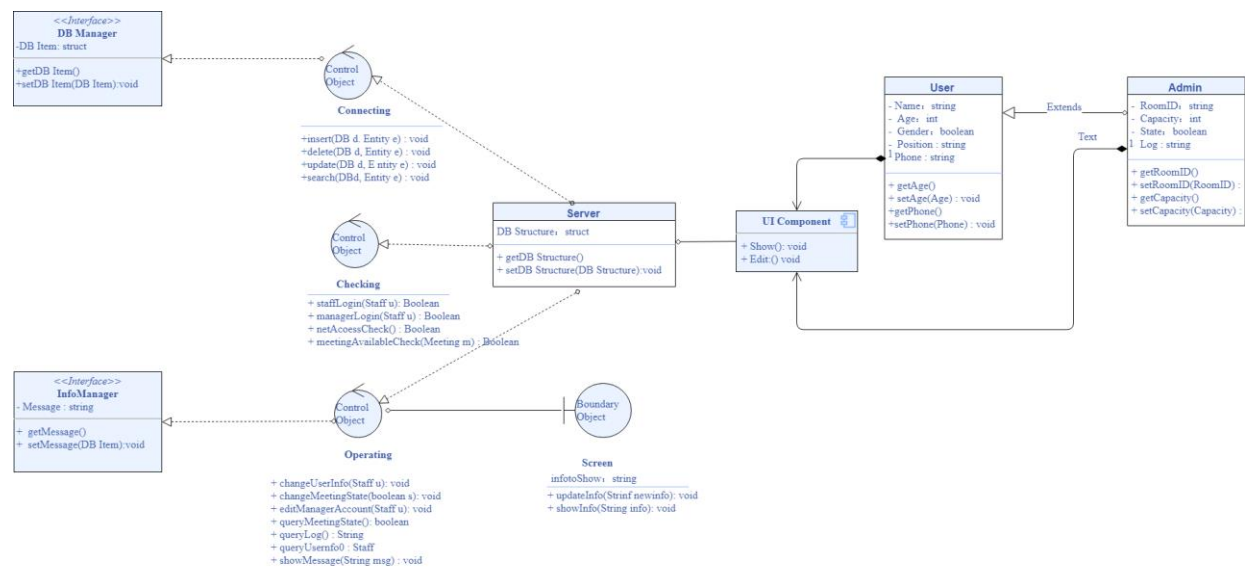 <<Interface>>
DB Manager
-DB Item: struct
+getDB Item()
+setDB Item(DB Item):void
Control
Object
Connecting
+insert(DB d. Entity e) : void
+delete(DB d, Entity e) : void
+update(DB d, E ntity e) : void
+search(DBd, Entity e) : void
Control
Object
Checking
+ staffLogin(Staff u): Boolean
+ managerLogin(Staff u) : Boolean
+ netAcoessCheck() : Boolean
+ meetingAvailableCheck(Meeting m) : Boolean
Server
DB Structure：struct
+ getDB Structure()
+ setDB Structure(DB Structure):void
UI Component
+ Show(): void
+ Edit:() void
User
- Name：string
- Age：int
- Gender：boolean
- Position : string
1
Phone : string
+ getAge()
+ setAge(Age) : void
+getPhone()
+setPhone(Phone) : void
Extends
Text
Admin
- RoomID：string
- Capacity：int
- State：boolean
1
Log : string
+ getRoomID()
+ setRoomID(RoomID) :
+ getCapacity()
+ setCapacity(Capacity) :
<<Interface>>
InfoManager
- Message : string
+ getMessage()
+ setMessage(DB Item):void
Control
Object
Operating
+ changeUserInfo(Staff u): void
+ changeMeetingState(boolean s): void
+ editManagerAccount(Staff u): void
+ queryMeetingState(): boolean
+ queryLog() : String
+ queryUsernfo0 : Staff
+ showMessage(String msg) : void
Boundary
Object
Screen
infotoShow：string
+ updateInfo(Strinf newinfo): void
+ showInfo(String info): void